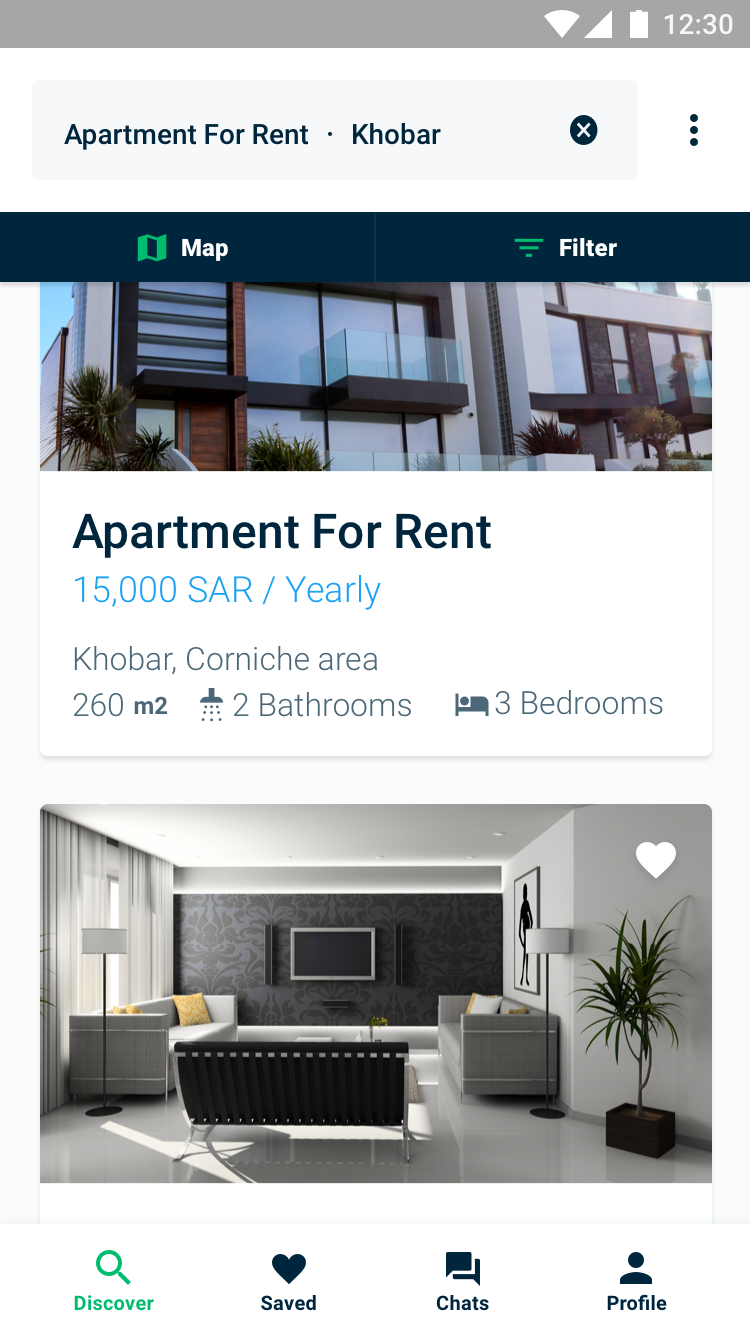 12:30
Apartment For Rent · Khobar
Map
Filter
Apartment For Rent
15,000 SAR / Yearly
Khobar, Corniche area
260 m2 2 Bathrooms 3 Bedrooms
Discover
Saved
Chats
Profile